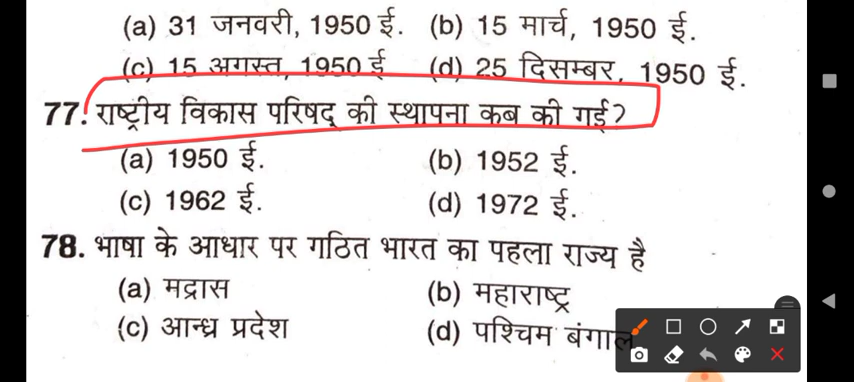 (a) 31 जनवरी, 1950 ई. (b) 15 मार्च, 1950 ई.
(c) 15 अगस्त, 1950 ई (d) 25 दिसम्बर, 1950 ई.
77. राष्ट्रीय विकास परिषद् की स्थापना कब की गई?
(a) 1950 ई. (b) 1952 ई.
(c) 1962 ई. (d) 1972 ई.
78. भाषा के आधार पर गठित भारत का पहला राज्य है
(a) मद्रास (b) महाराष्ट्र
(c) आन्ध्र प्रदेश (d) पश्चिम बंगाल